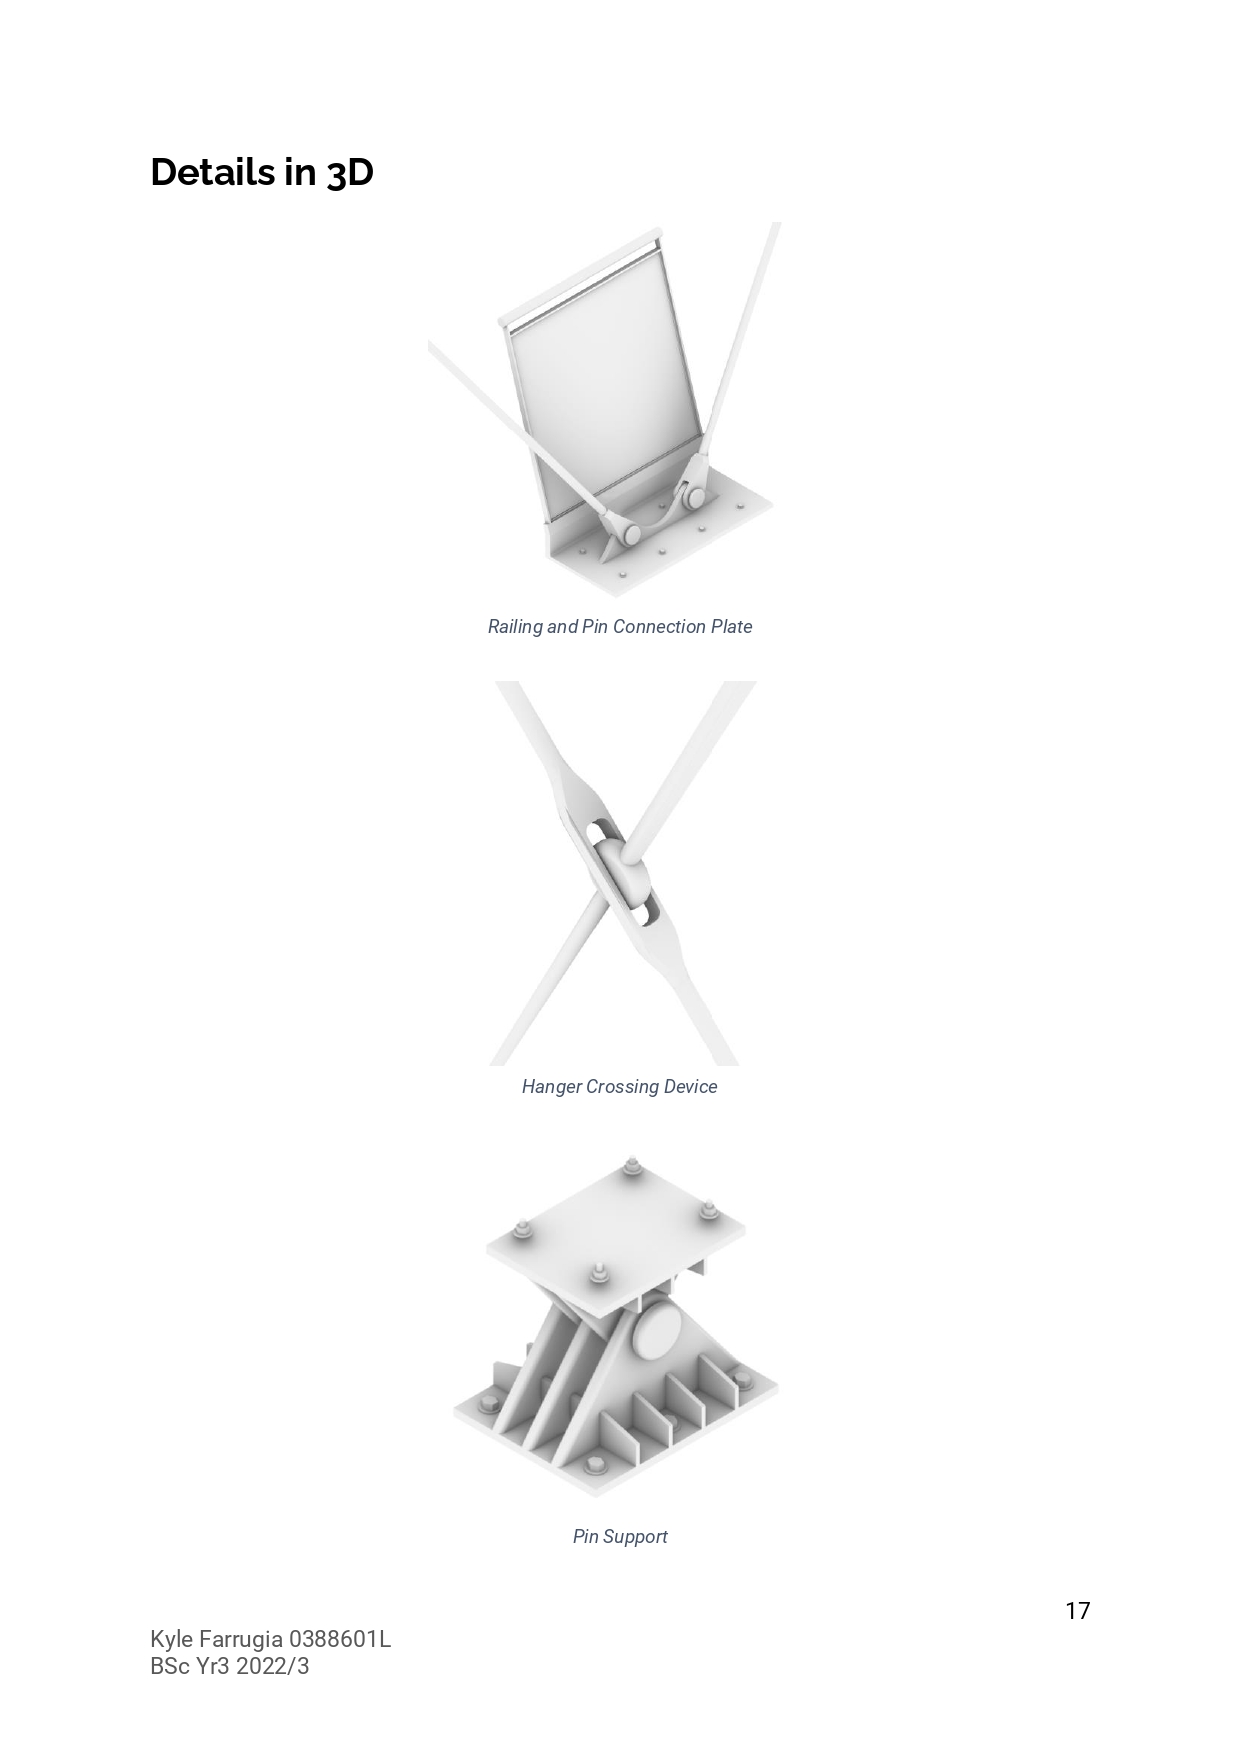 Details in 3D
Railing and Pin Connection Plate
Hanger Crossing Device
Pin Support
17
Kyle Farrugia 0388601L
BSc Yr3 2022/3